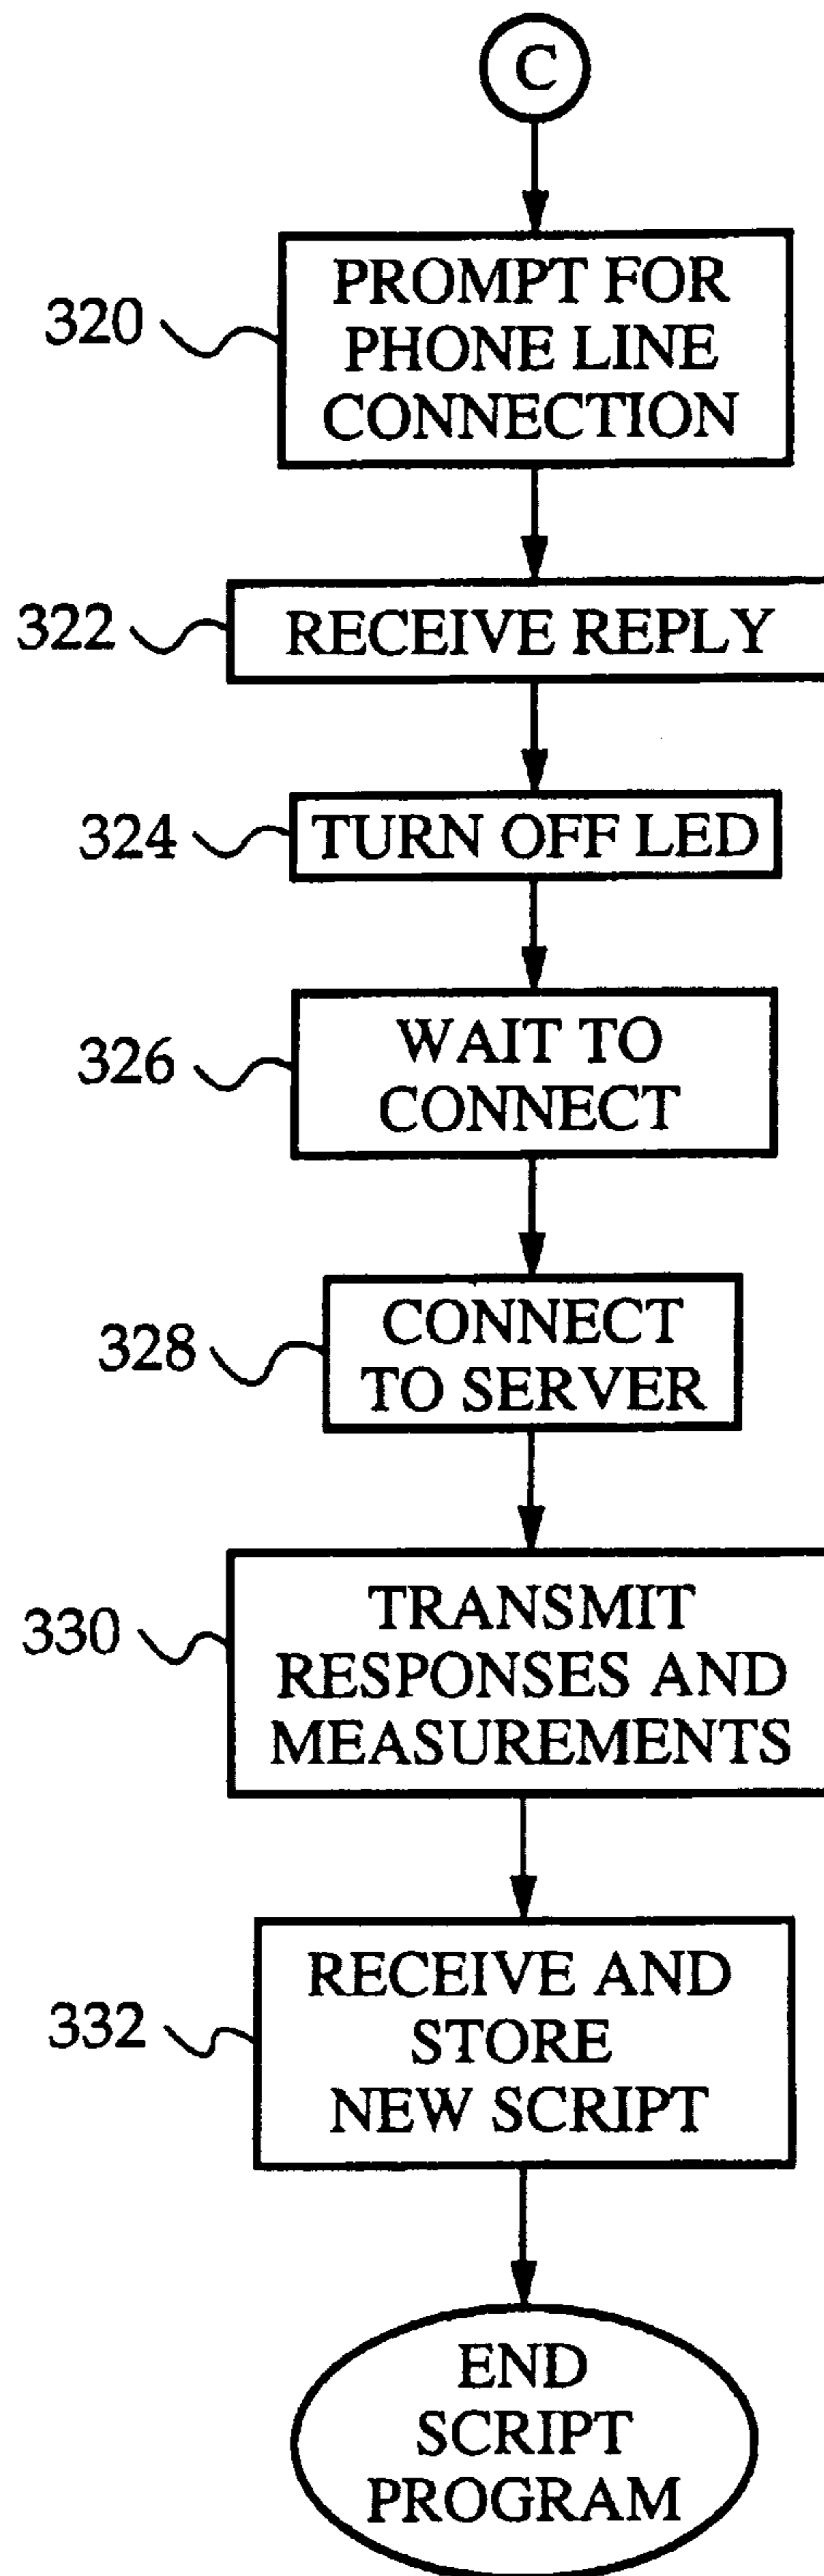 C
320
PROMPT FOR
PHONE LINE
CONNECTION
322
RECEIVE REPLY
324
TURN OFF LED
326
WAIT TO
CONNECT
328
CONNECT
TO SERVER
330
TRANSMIT
RESPONSES AND
MEASUREMENTS
332
RECEIVE AND
STORE
NEW SCRIPT
END
SCRIPT
PROGRAM